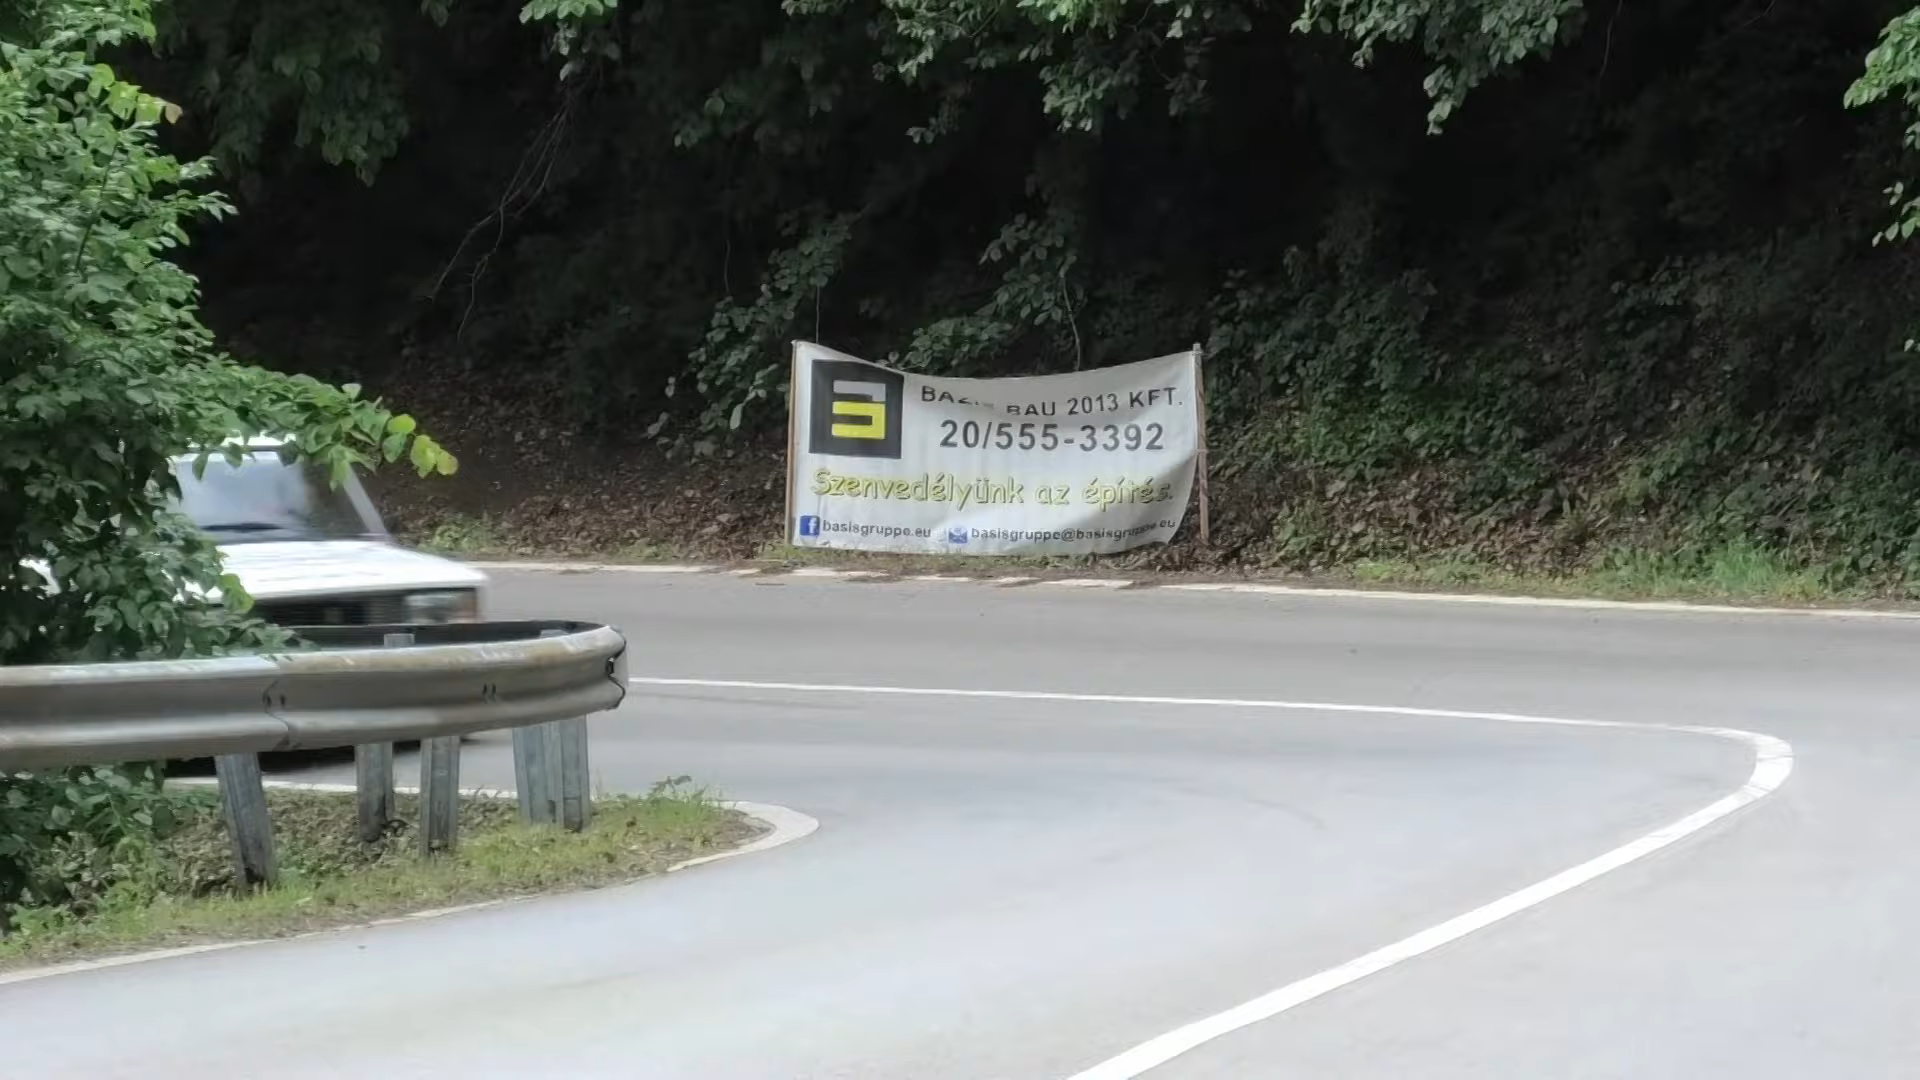 BAU 2013 KFT.
20/555-3392
Szenvedélyünk az építés.
basisgruppe.eu basisgruppe@basisgruppe.eu